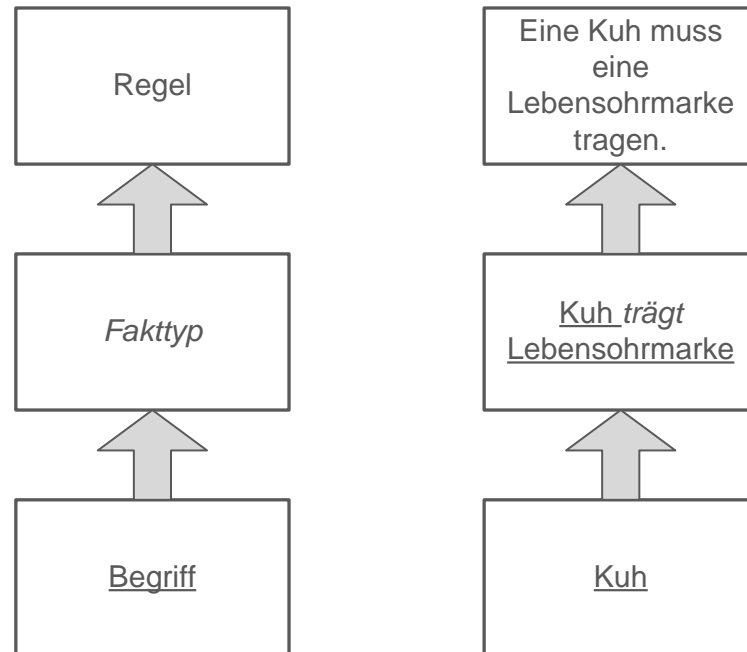 Regel
Eine Kuh muss
eine
Lebensohrmarke
tragen.
Fakttyp
Kuh trägt
Lebensohrmarke
Begriff
Kuh